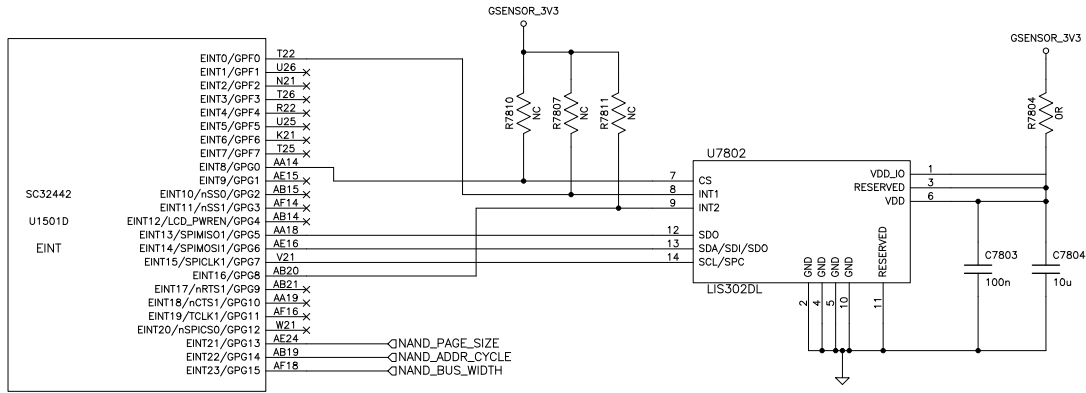 GSENSOR_3V3
GSENSOR_3V3
EINT0/GPF0 T22
EINT1/GPF1 U26
EINT2/GPF2 N21
EINT3/GPF3 T26
EINT4/GPF4 R22
EINT5/GPF5 U25
EINT6/GPF6 K21
EINT7/GPF7 T25
EINT8/GPG0 AA14
EINT9/GPG1 AE15
EINT10/nSS0/GPG2 AB15
EINT11/nSS1/GPG3 AF14
EINT12/LCD_PWREN/GPG4 AB14
EINT13/SPIMISO1/GPG5 AA18
EINT14/SPIMOSI1/GPG6 AE16
EINT15/SPICLK1/GPG7 V21
EINT16/GPG8 AB20
EINT17/nRTS1/GPG9 AB21
EINT18/nCTS1/GPG10 AA19
EINT19/TCLK1/GPG11 AF16
EINT20/nSPICS0/GPG12 W21
EINT21/GPG13 AE24 NAND_PAGE_SIZE
EINT22/GPG14 AB19 NAND_ADDR_CYCLE
EINT23/GPG15 AF18 NAND_BUS_WIDTH
SC32442
U1501D
EINT
R7810 NC
R7807 NC
R7811 NC
R7804 0R
U7802
7 CS
8 INT1
9 INT2
12 SDO
13 SDA/SDI/SDO
14 SCL/SPC
VDD_IO 1
RESERVED 3
VDD 6
GND 2
GND 4
GND 5
GND 10
RESERVED 11
LIS302DL
C7803
100n
C7804
10u